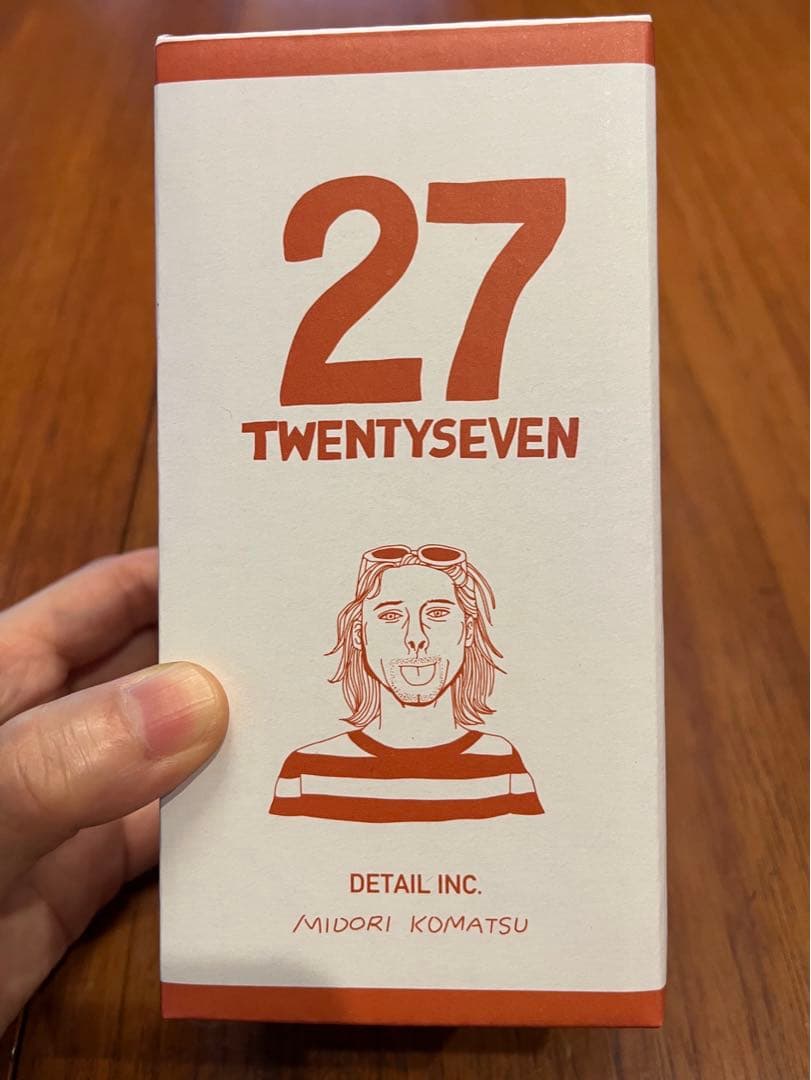 27
TWENTYSEVEN
DETAIL INC.
MIDORI KOMATSU